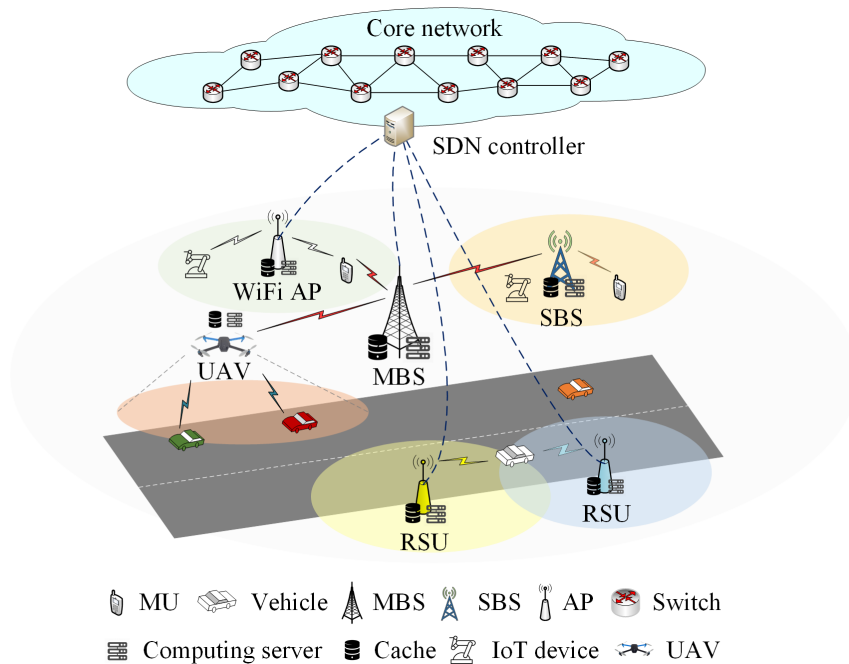 Core network
SDN controller
WiFi AP
SBS
UAV
MBS
RSU
RSU
MU Vehicle MBS SBS AP Switch
Computing server Cache IoT device UAV